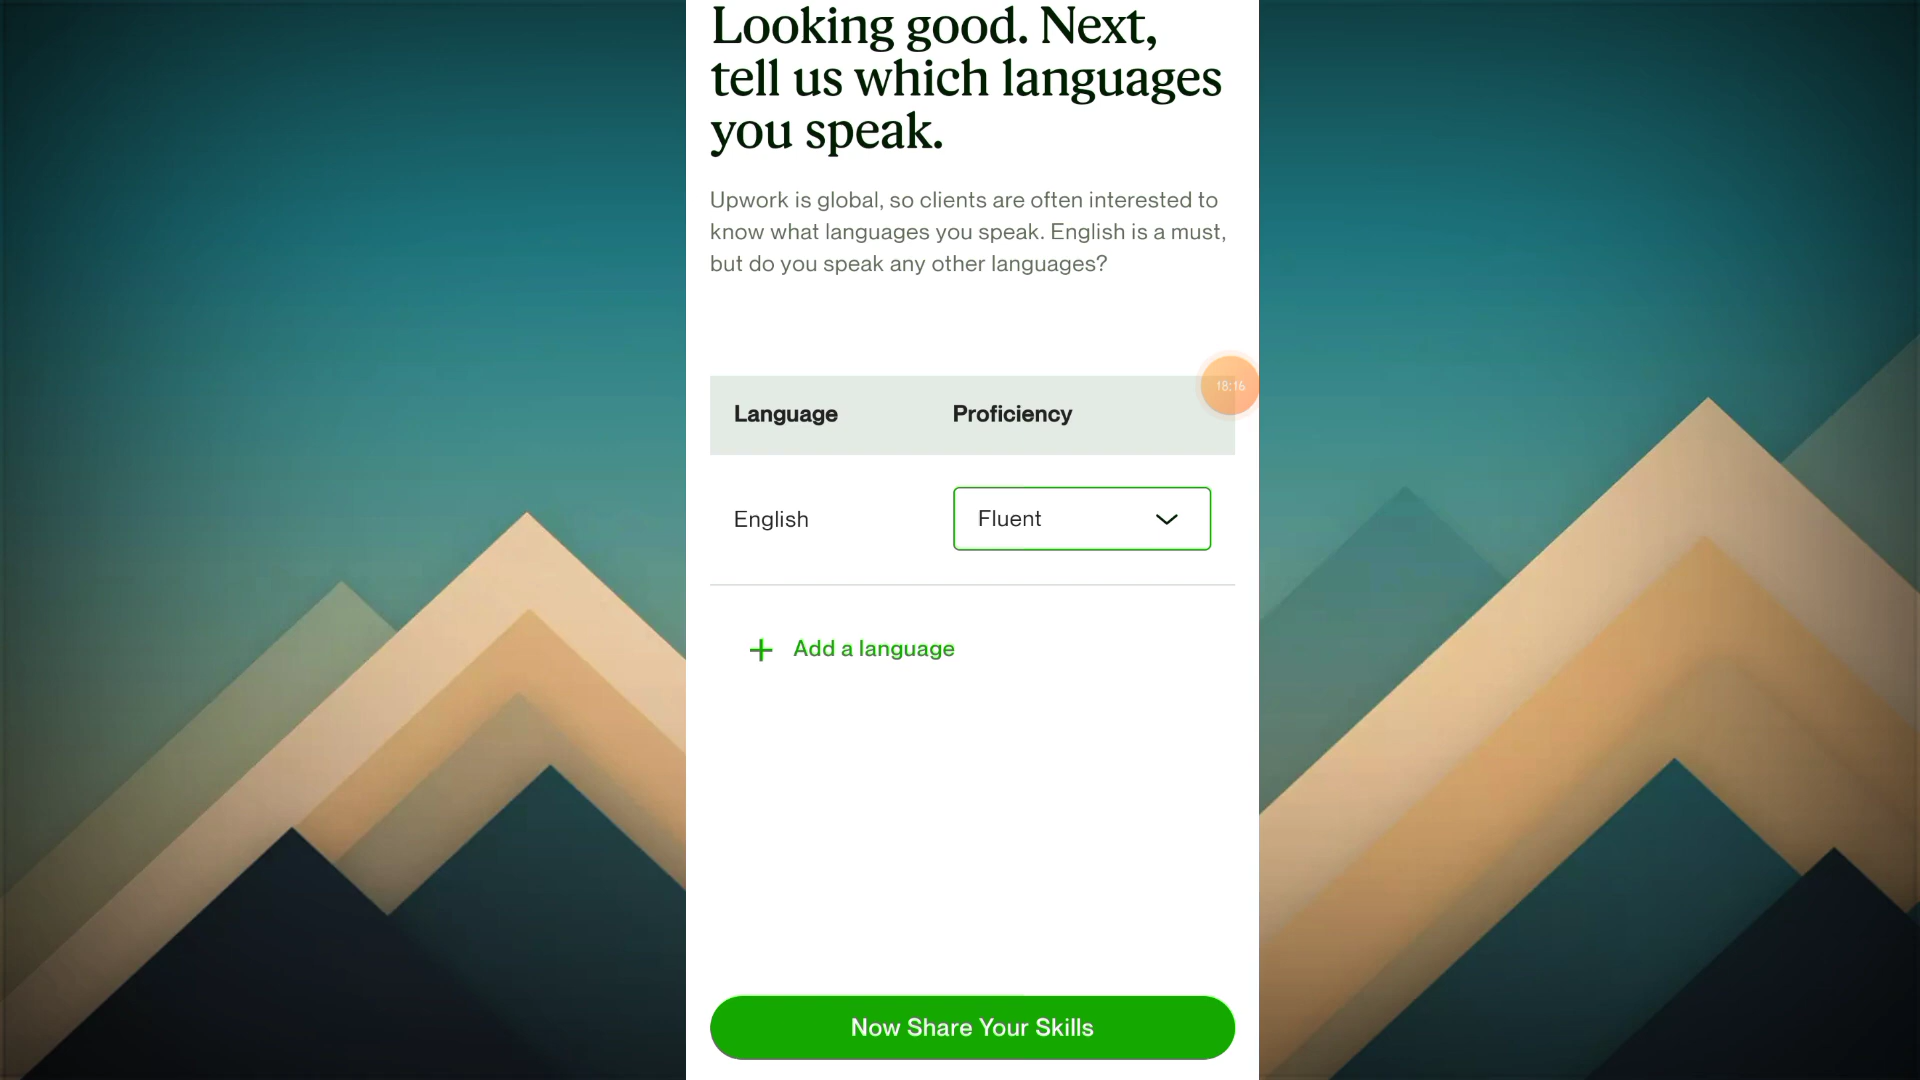 Looking good. Next,
tell us which languages
you speak.
Upwork is global, so clients are often interested to
know what languages you speak. English is a must,
but do you speak any other languages?
18:16
Language Proficiency
English Fluent
+ Add a language
Now Share Your Skills